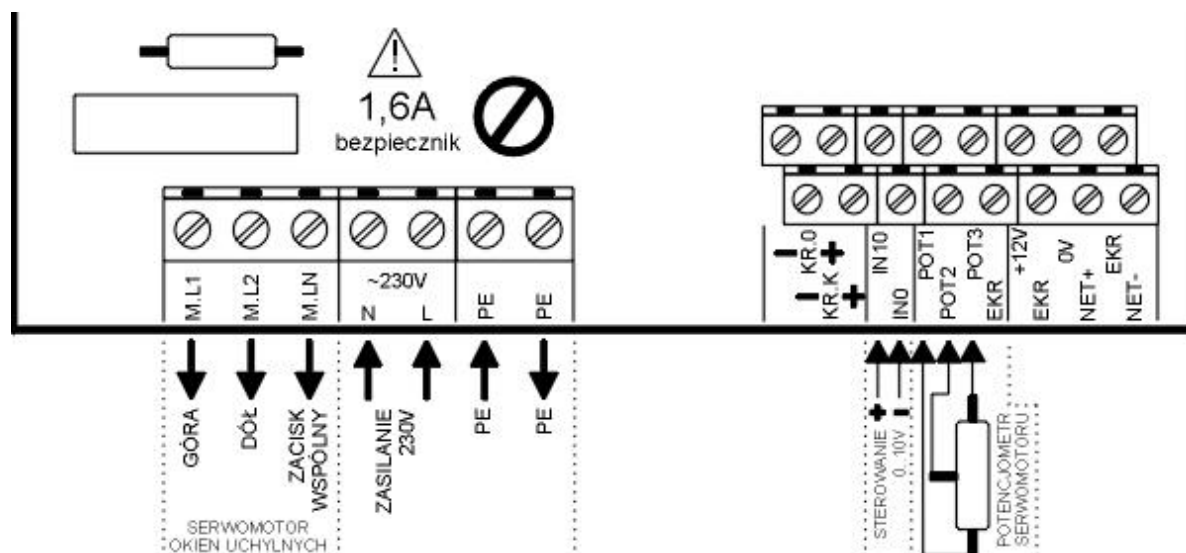 1,6A
bezpiecznik
M.L1
M.L2
M.LN
~230V
N
L
PE
PE
KR.0
KR.K
IN10
IN0
POT1
POT2
POT3
EKR
+12V
EKR
0V
NET+
EKR
NET-
GÓRA
DÓŁ
ZACISK
WSPÓLNY
ZASILANIE
230V
PE
PE
SERWOMOTOR
OKIEN UCHYLNYCH
STEROWANIE
0..10V
POTENCJOMETR
SERWOMOTORU